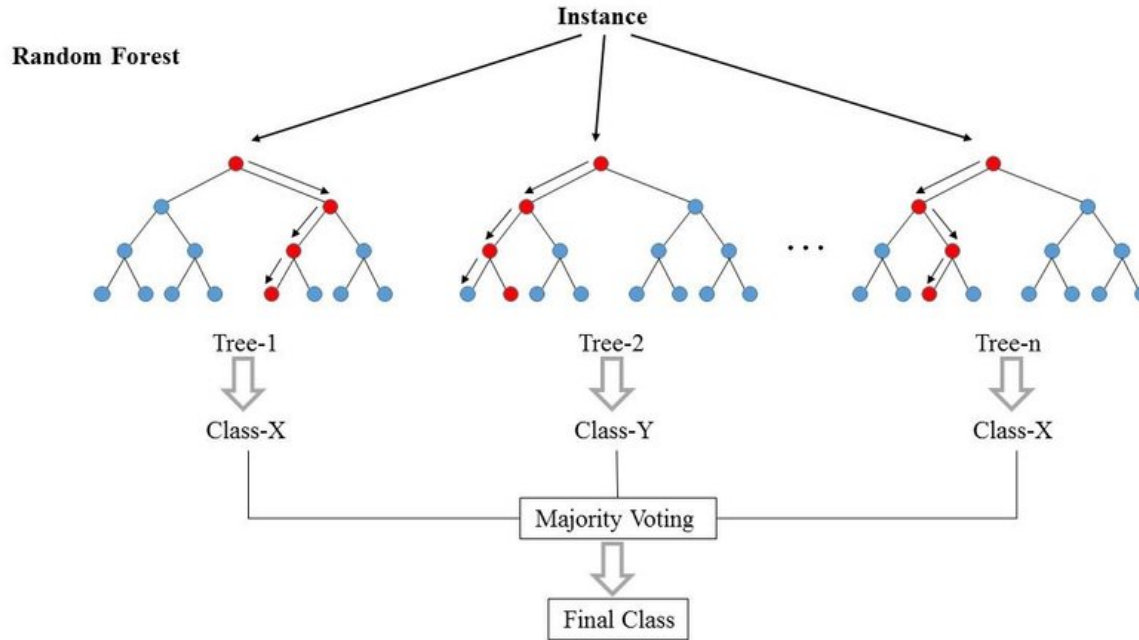 Instance
Random Forest
. . .
Tree-1 Tree-2 Tree-n
Class-X Class-Y Class-X
Majority Voting
Final Class